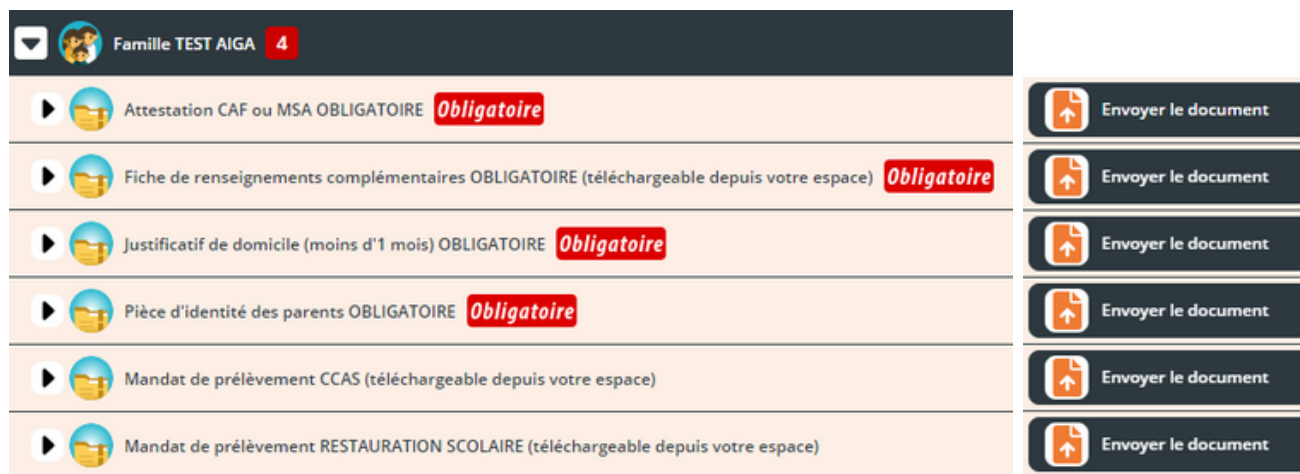 Famille TEST AIGA 4
Attestation CAF ou MSA OBLIGATOIRE Obligatoire Envoyer le document
Fiche de renseignements complémentaires OBLIGATOIRE (téléchargeable depuis votre espace) Obligatoire Envoyer le document
Justificatif de domicile (moins d'1 mois) OBLIGATOIRE Obligatoire Envoyer le document
Pièce d'identité des parents OBLIGATOIRE Obligatoire Envoyer le document
Mandat de prélèvement CCAS (téléchargeable depuis votre espace) Envoyer le document
Mandat de prélèvement RESTAURATION SCOLAIRE (téléchargeable depuis votre espace) Envoyer le document